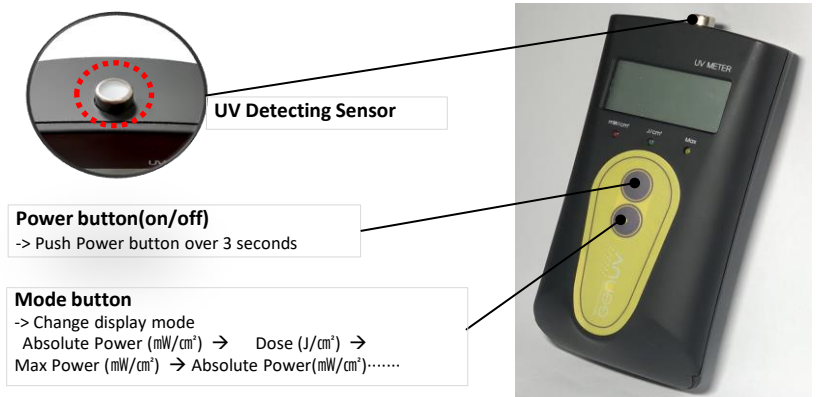 UV Detecting Sensor
Power button(on/off)
-> Push Power button over 3 seconds
Mode button
-> Change display mode
Absolute Power (㎽/㎠) → Dose (J/㎠) →
Max Power (㎽/㎠) → Absolute Power(㎽/㎠)·······
UV METER
J/cm²
Max